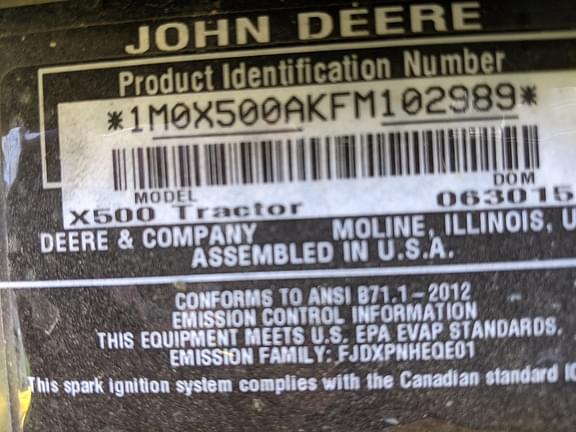 JOHN DEERE
Product Identification Number
*1M0X500AKFM102989*
MODEL DOM
X500 Tractor 063015
DEERE & COMPANY MOLINE, ILLINOIS, U
ASSEMBLED IN U.S.A.
CONFORMS TO ANSI B71.1-2012
EMISSION CONTROL INFORMATION
THIS EQUIPMENT MEETS U.S. EPA EVAP STANDARDS.
EMISSION FAMILY: FJDXPNHEQE01
This spark ignition system complies with the Canadian standard IC